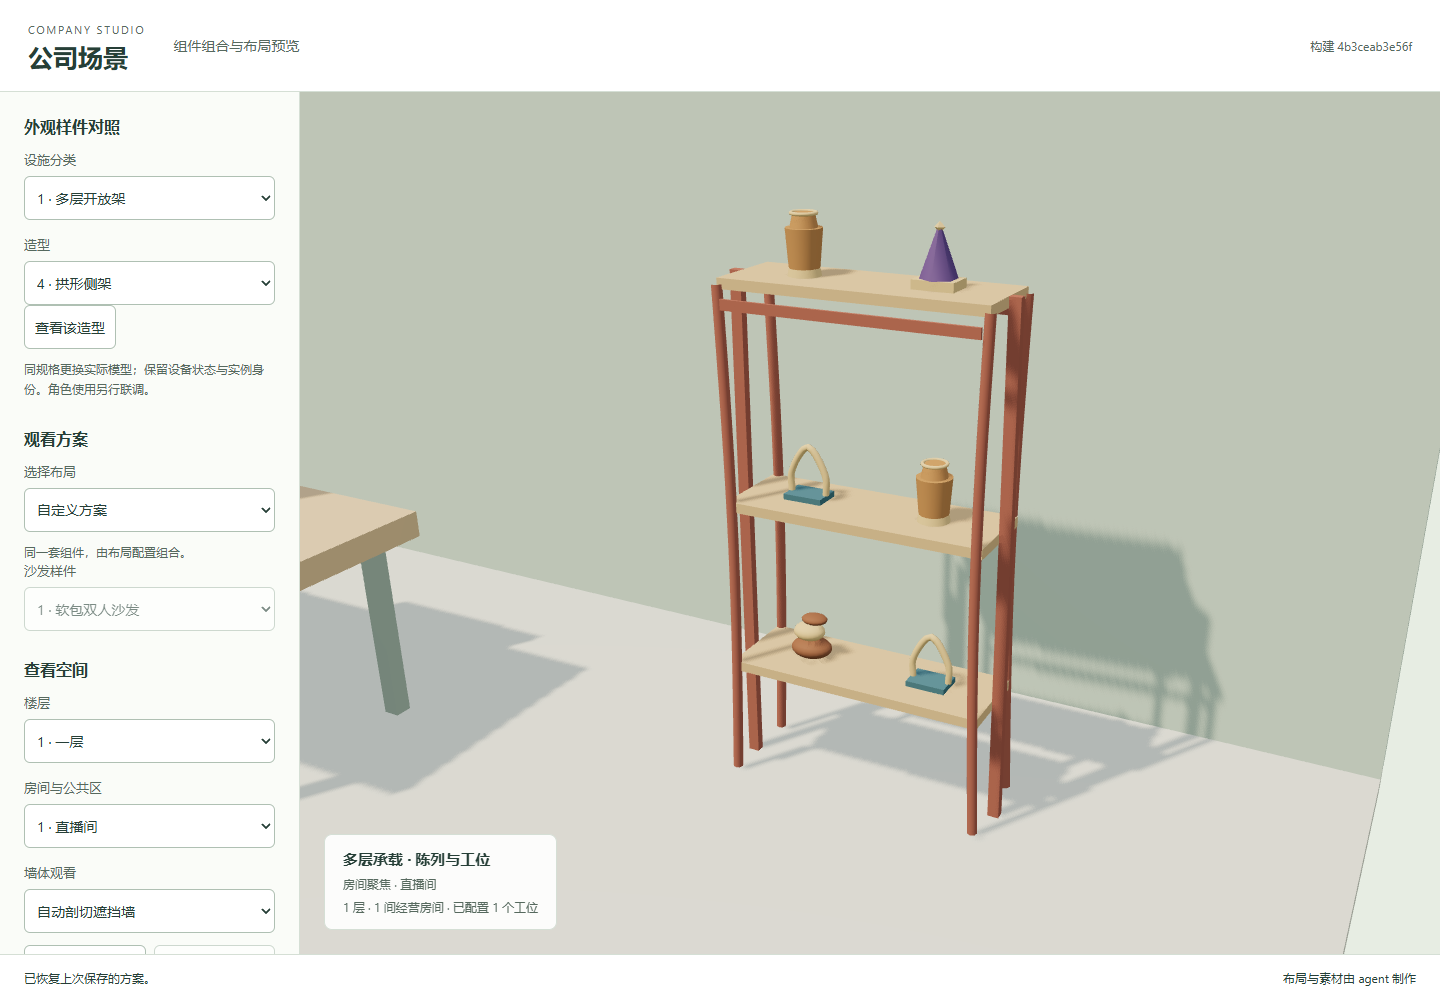 COMPANY STUDIO
公司场景
组件组合与布局预览
构建 4b3ceab3e56f
外观样件对照
设施分类
1 · 多层开放架
造型
4 · 拱形侧架
查看该造型
同规格更换实际模型；保留设备状态与实例身
份。角色使用另行联调。
观看方案
选择布局
自定义方案
同一套组件，由布局配置组合。
沙发样件
1 · 软包双人沙发
查看空间
楼层
1 · 一层
房间与公共区
1 · 直播间
墙体观看
自动剖切遮挡墙
多层承载 · 陈列与工位
房间聚焦 · 直播间
1 层 · 1 间经营房间 · 已配置 1 个工位
已恢复上次保存的方案。
布局与素材由 agent 制作